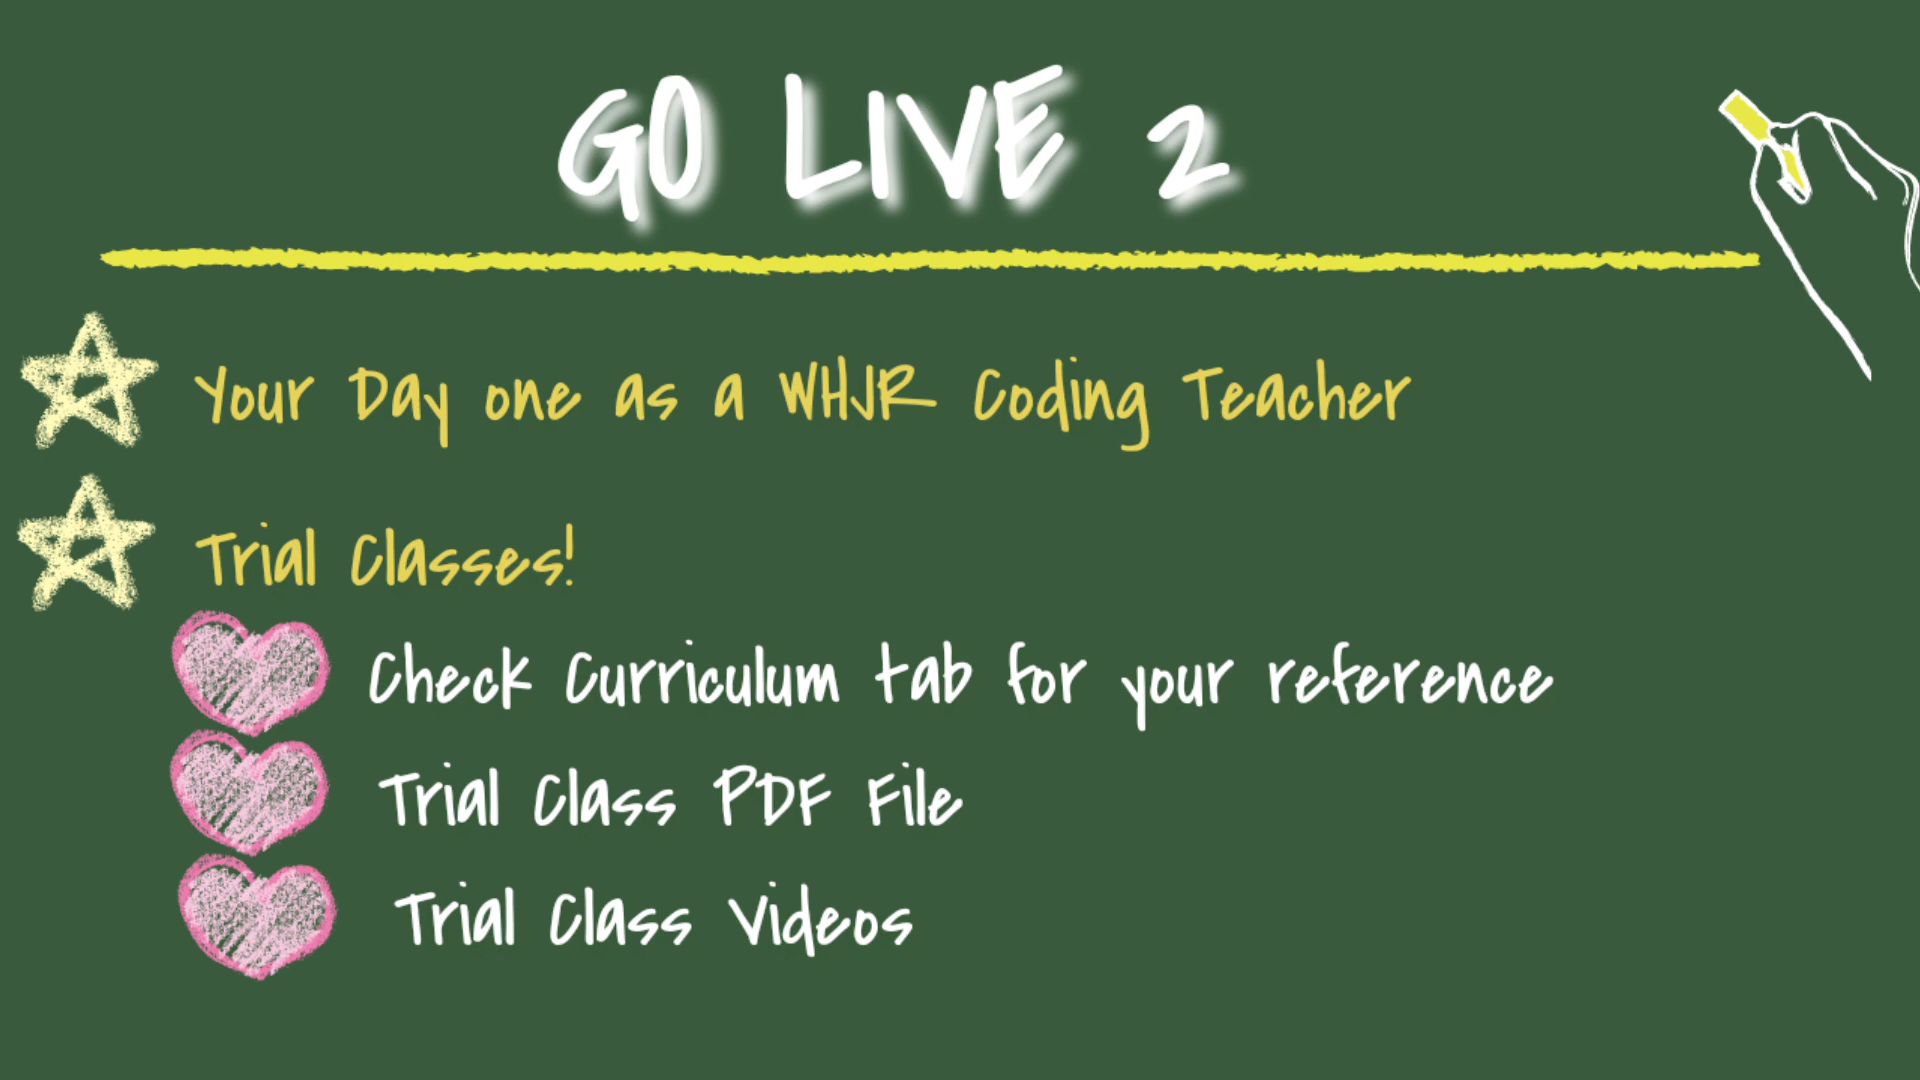 GO LIVE 2
Your Day one as a WHJR Coding Teacher
Trial Classes!
Check Curriculum tab for your reference
Trial Class PDF File
Trial Class Videos